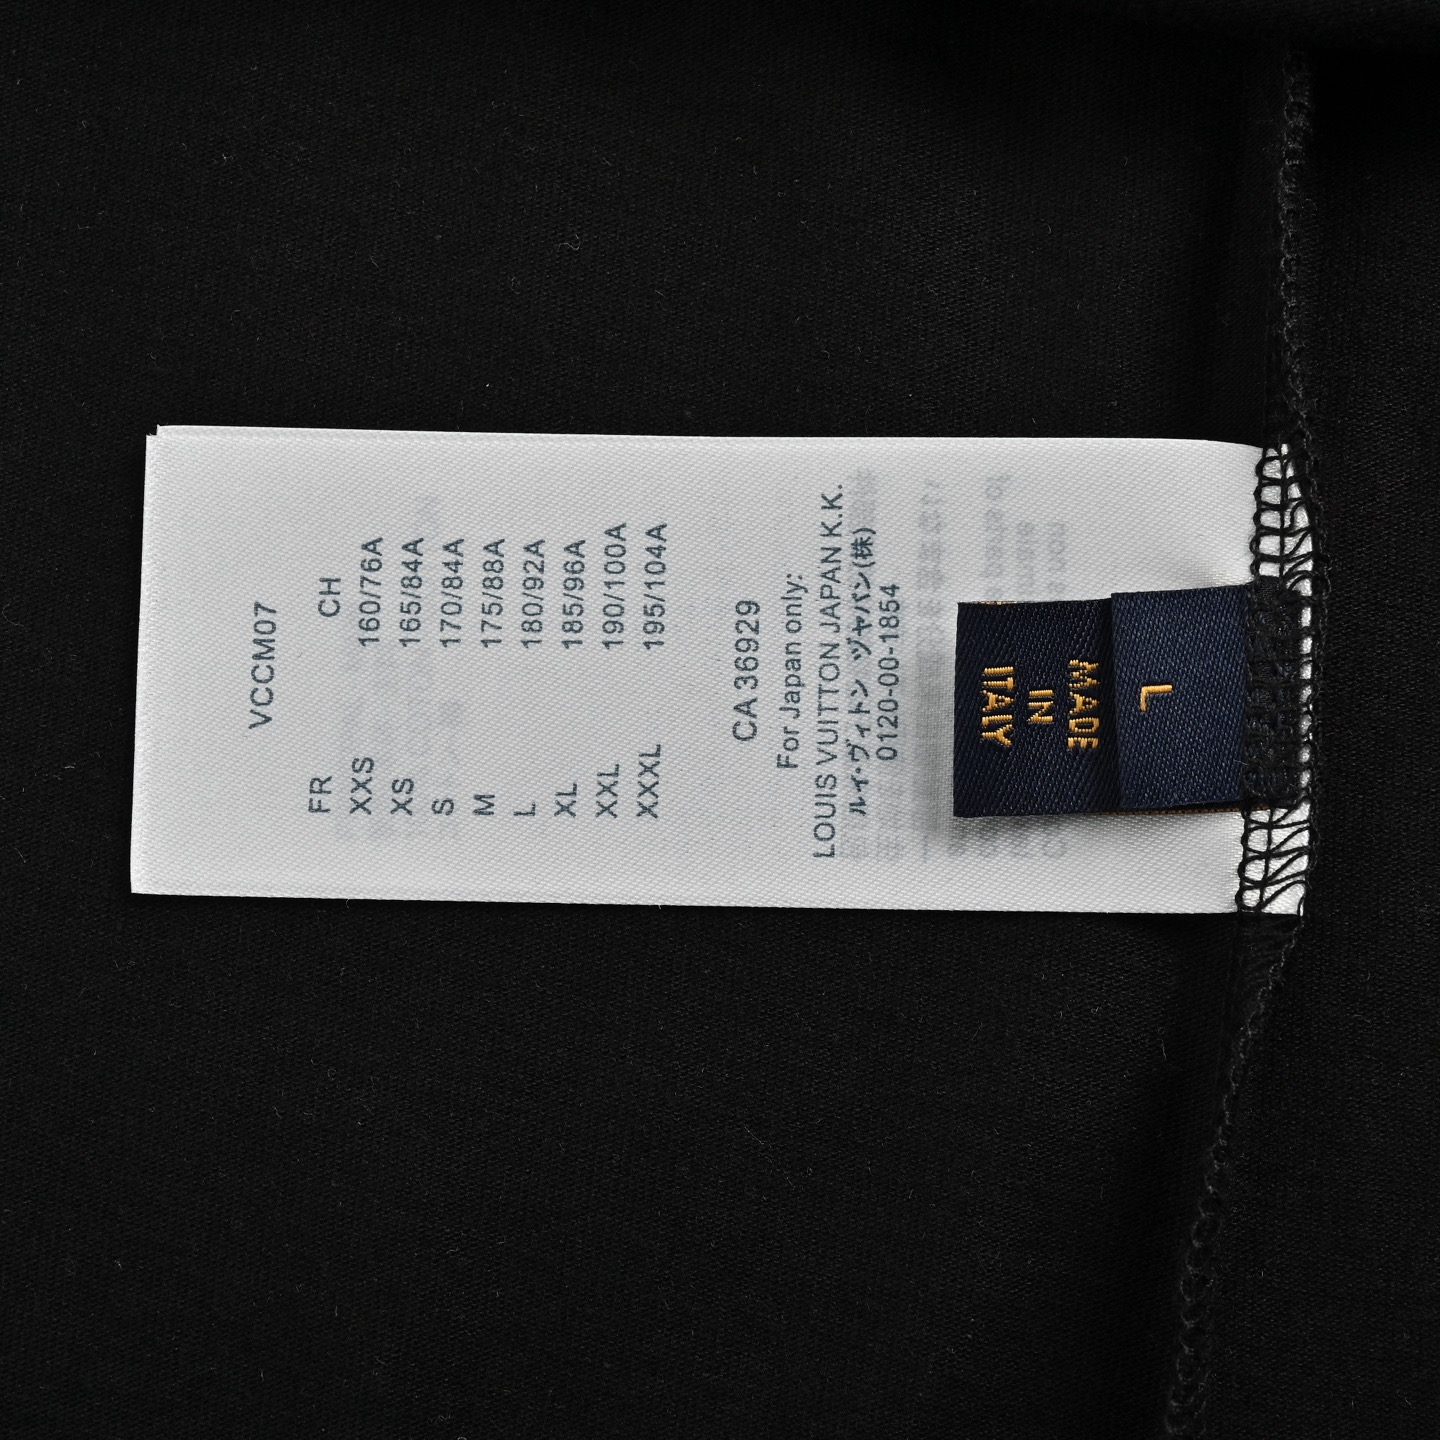 VCCM07
FR CH
XXS 160/76A
XS 165/84A
S 170/84A
M 175/88A
L 180/92A
XL 185/96A
XXL 190/100A
XXXL 195/104A
CA 36929
For Japan only:
LOUIS VUITTON JAPAN K.K.
ルイ・ヴィトン ヅャパン(株)
0120-00-1854
L
MADE
IN
ITALY